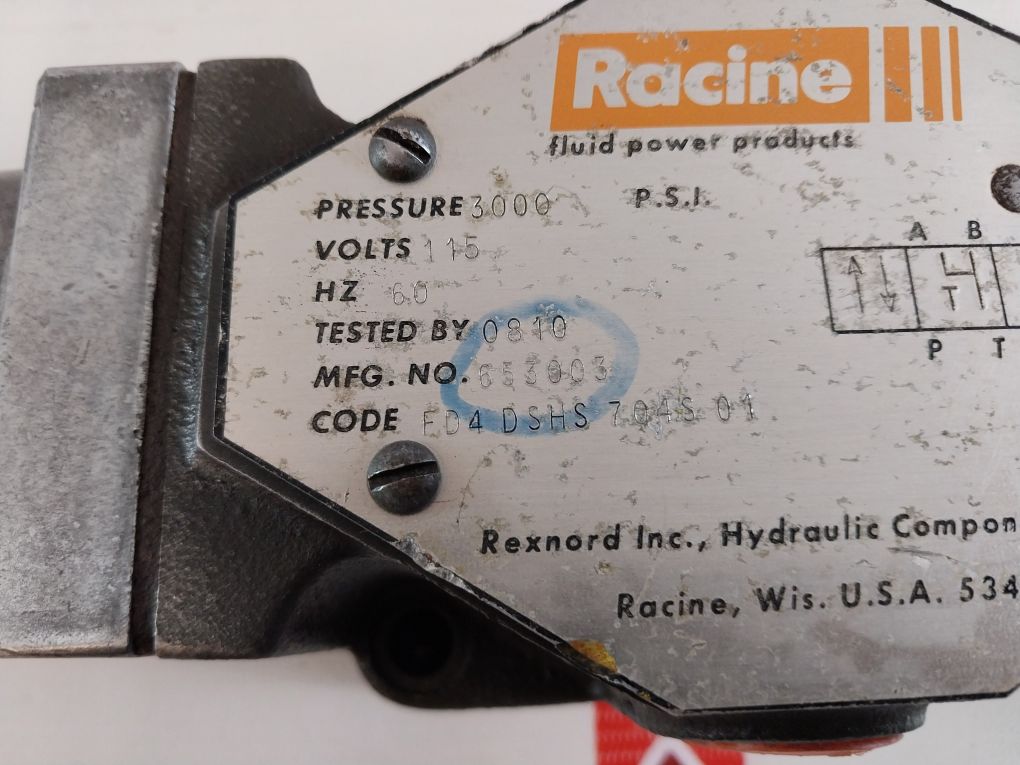 Racine
fluid power products
PRESSURE 3000 P.S.I.
VOLTS 115
HZ 60
TESTED BY 0810
MFG. NO. 653003
CODE FD4 DSHS 704S 01
A B
T
P T
Rexnord Inc., Hydraulic Compon
Racine, Wis. U.S.A. 534